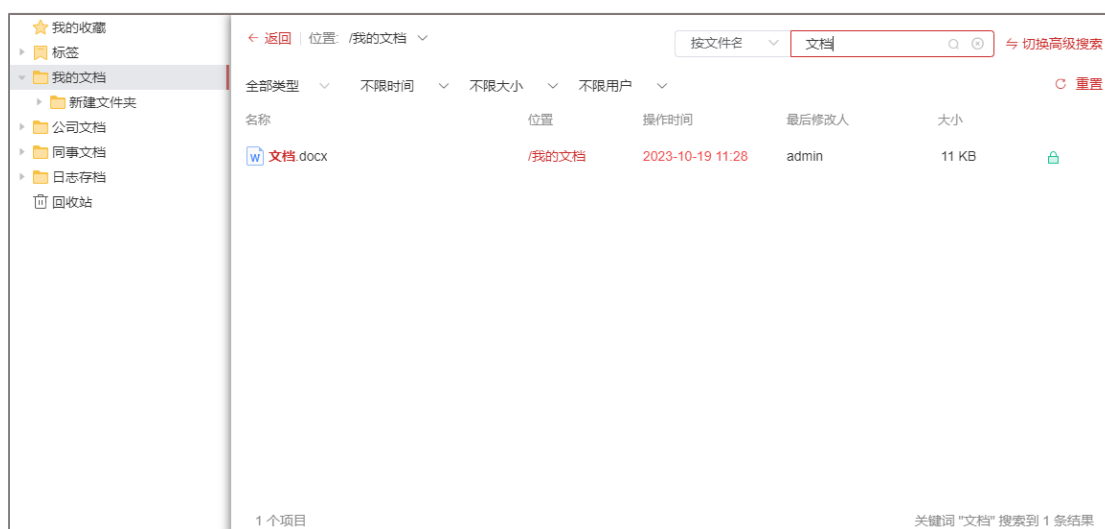 我的收藏
标签
我的文档
新建文件夹
公司文档
同事文档
日志存档
回收站
返回 位置: /我的文档 按文件名 文档 切换高级搜索
全部类型 不限时间 不限大小 不限用户 重置
名称 位置 操作时间 最后修改人 大小
文档.docx /我的文档 2023-10-19 11:28 admin 11 KB
1 个项目 关键词 "文档" 搜索到 1 条结果